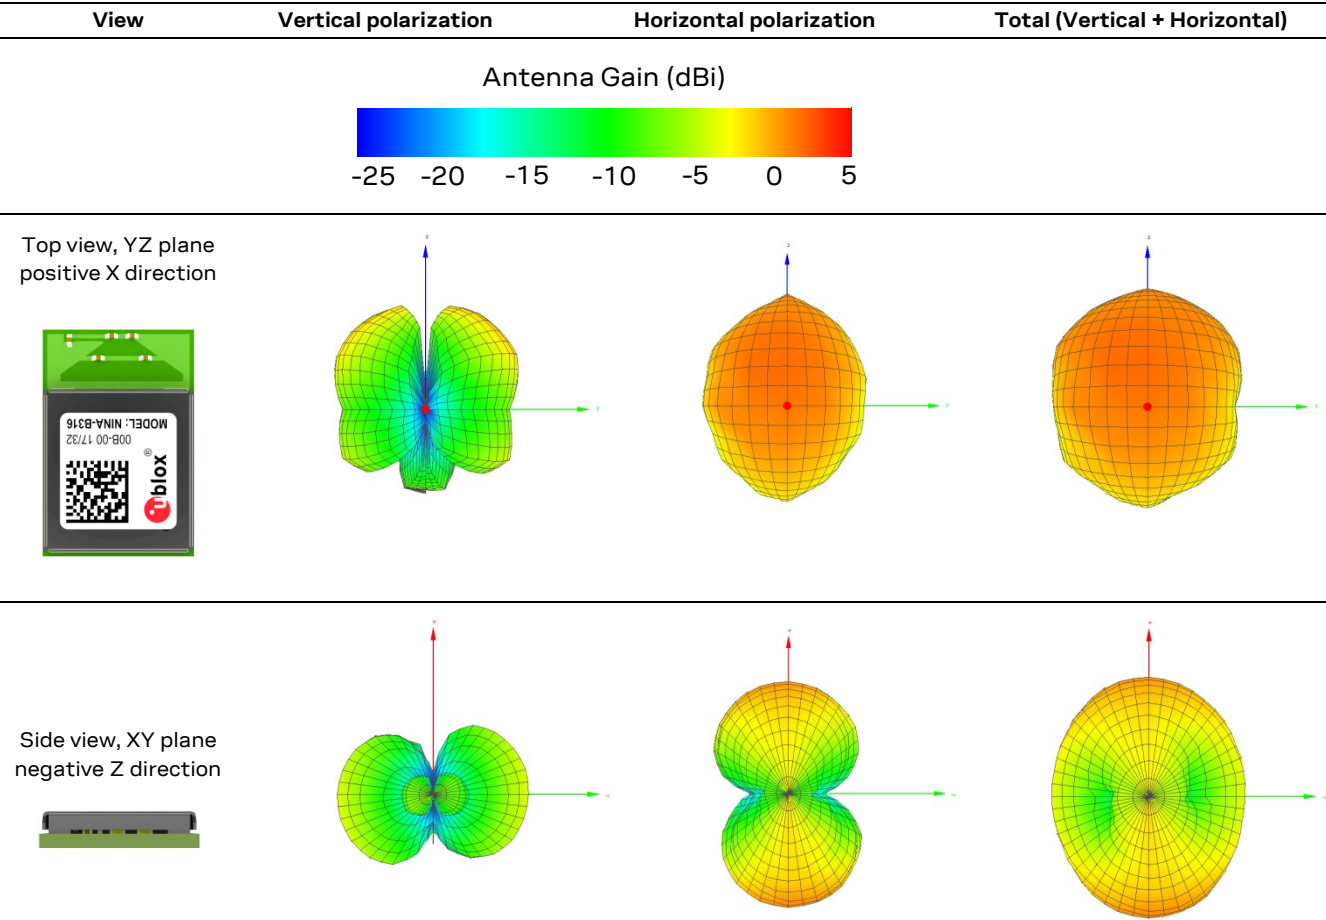 View Vertical polarization Horizontal polarization Total (Vertical + Horizontal)
Antenna Gain (dBi)
-25 -20 -15 -10 -5 0 5
Top view, YZ plane
positive X direction
MODEL: NINA-B316
00B-00 17/32
ublox®
Z
Y
Z
Y
Z
Y
Side view, XY plane
negative Z direction